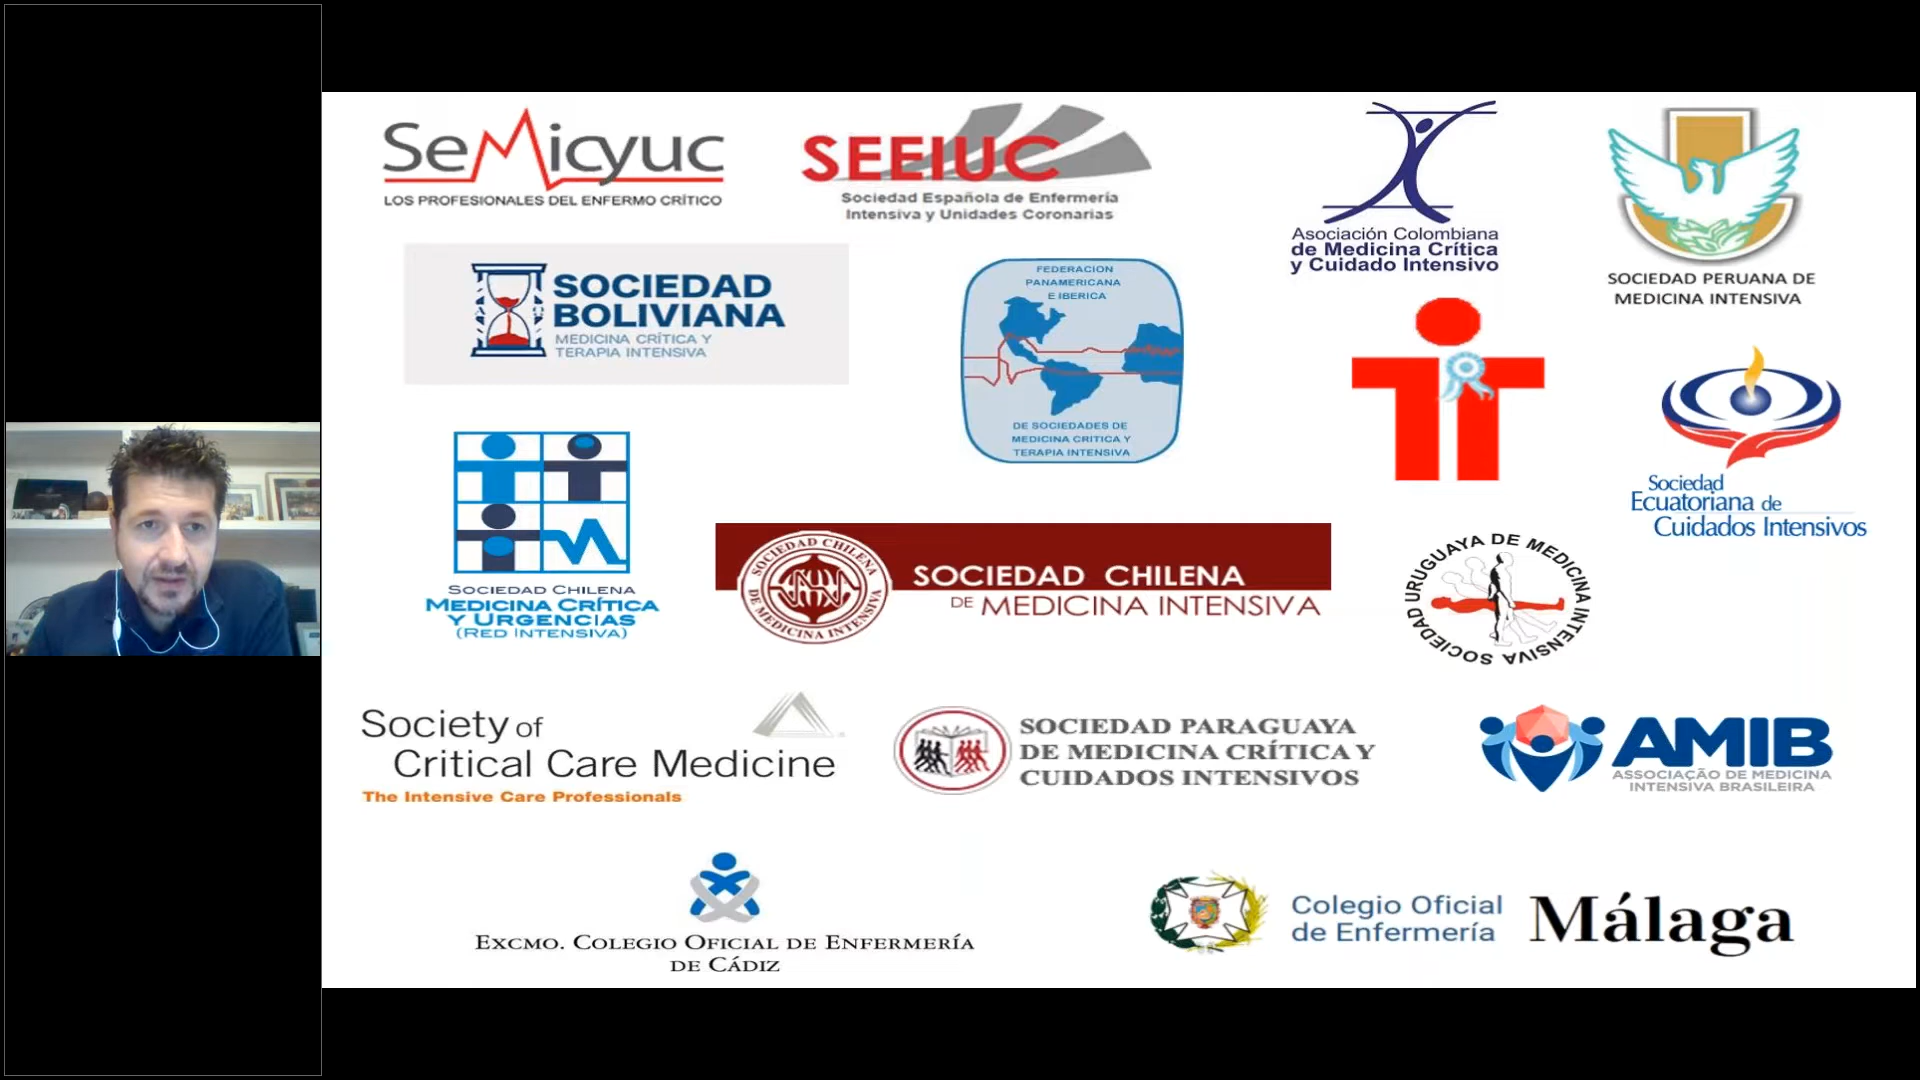 SeMicyuc
LOS PROFESIONALES DEL ENFERMO CRÍTICO
SEEIUC
Sociedad Española de Enfermería
Intensiva y Unidades Coronarias
Asociación Colombiana
de Medicina Crítica
y Cuidado Intensivo
SOCIEDAD PERUANA DE
MEDICINA INTENSIVA
SOCIEDAD
BOLIVIANA
MEDICINA CRÍTICA Y
TERAPIA INTENSIVA
FEDERACION
PANAMERICANA
E IBERICA
DE SOCIEDADES DE
MEDICINA CRITICA Y
TERAPIA INTENSIVA
Sociedad
Ecuatoriana de
Cuidados Intensivos
SOCIEDAD CHILENA
MEDICINA CRÍTICA
Y URGENCIAS
(RED INTENSIVA)
SOCIEDAD CHILENA
DE MEDICINA INTENSIVA
SOCIEDAD CHILENA
DE MEDICINA INTENSIVA
SOCIEDAD URUGUAYA DE MEDICINA INTENSIVA
Society of
Critical Care Medicine
The Intensive Care Professionals
SOCIEDAD PARAGUAYA
DE MEDICINA CRÍTICA Y
CUIDADOS INTENSIVOS
AMIB
ASSOCIAÇÃO DE MEDICINA
INTENSIVA BRASILEIRA
EXCMO. COLEGIO OFICIAL DE ENFERMERÍA
DE CÁDIZ
Colegio Oficial
de Enfermería
Málaga